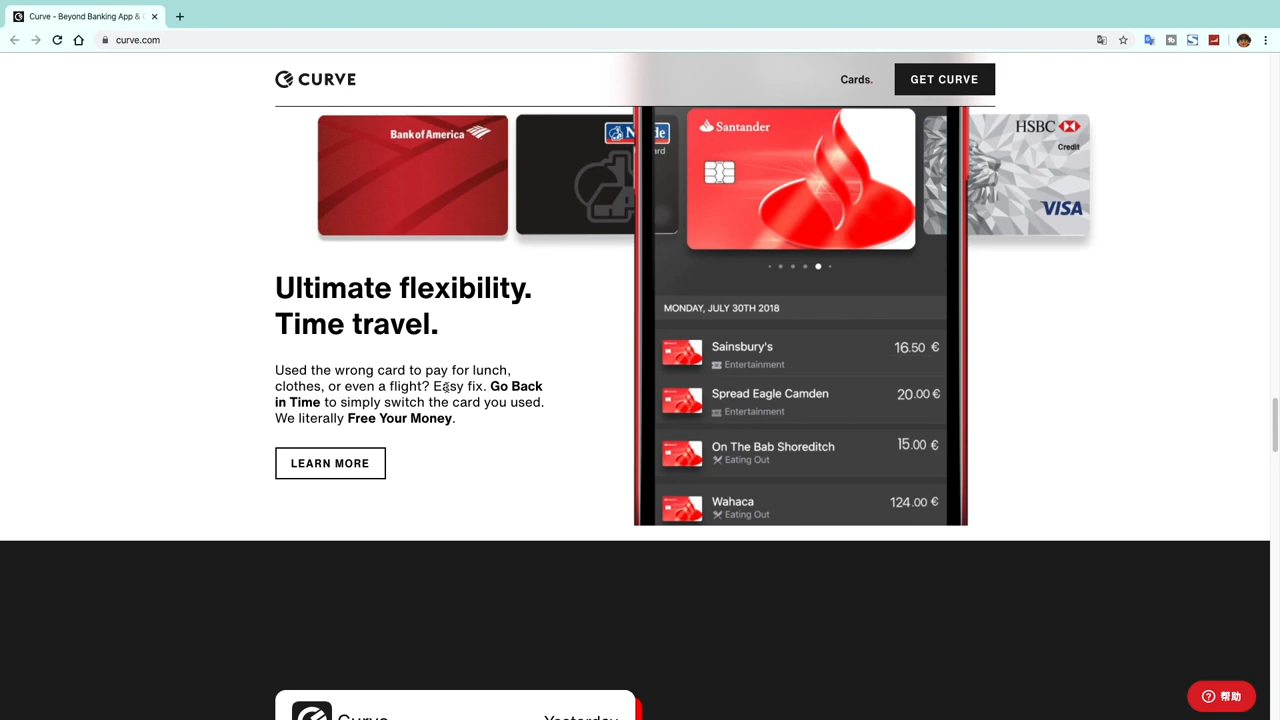 Curve - Beyond Banking App &
curve.com
CURVE
Cards.
GET CURVE
Bank of America
Santander
HSBC
Credit
VISA
Ultimate flexibility.
Time travel.
Used the wrong card to pay for lunch,
clothes, or even a flight? Easy fix. Go Back
in Time to simply switch the card you used.
We literally Free Your Money.
LEARN MORE
MONDAY, JULY 30TH 2018
Sainsbury's
16.50 €
Entertainment
Spread Eagle Camden
20.00 €
Entertainment
On The Bab Shoreditch
15.00 €
Eating Out
Wahaca
124.00 €
Eating Out
Curve
Yesterday
帮助